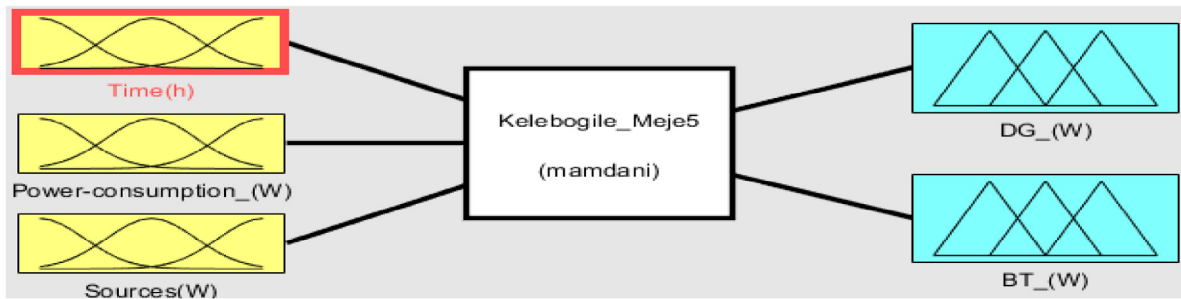 Time(h)
Power-consumption_(W)
Sources(W)
Kelebogile_Meje5
(mamdani)
DG_(W)
BT_(W)